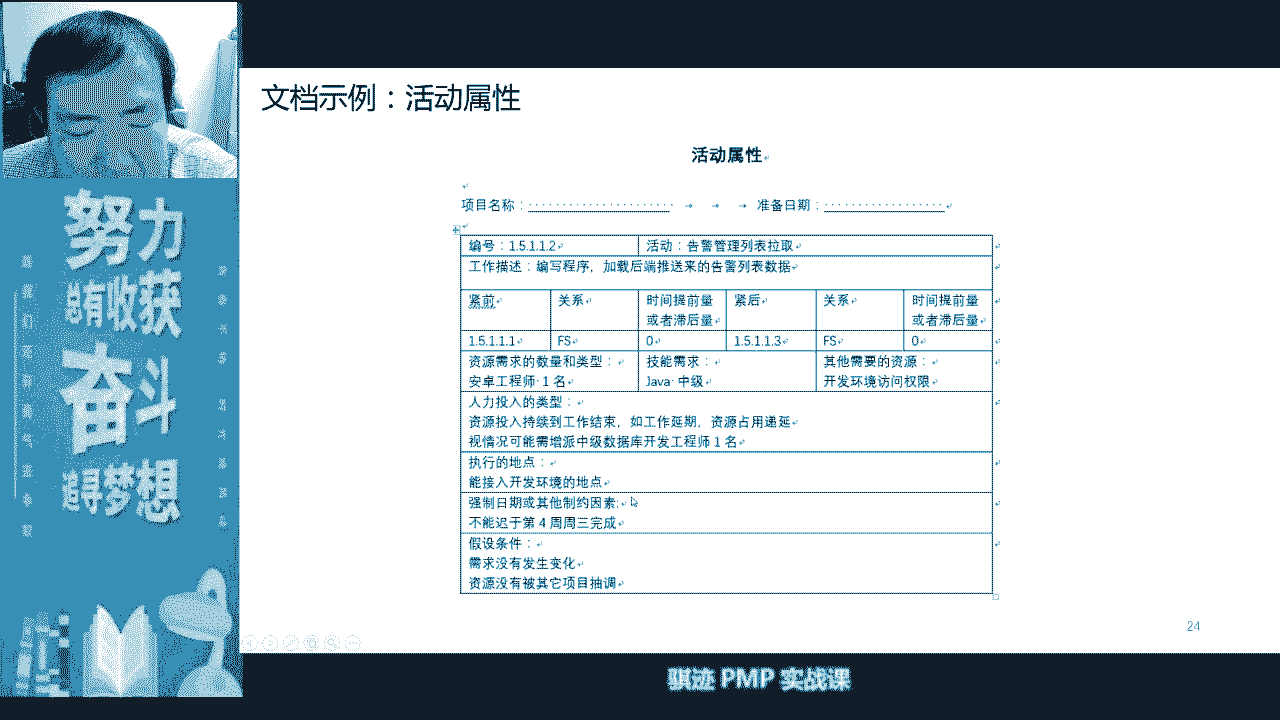 文档示例：活动属性
活动属性
项目名称： 准备日期：
编号：1.5.1.1.2 活动：告警管理列表拉取
工作描述：编写程序，加载后端推送来的告警列表数据
紧前 关系 时间提前量或者滞后量 紧后 关系 时间提前量或者滞后量
1.5.1.1.1 FS 0 1.5.1.1.3 FS 0
资源需求的数量和类型： 技能需求： 其他需要的资源：
安卓工程师 1 名 Java 中级 开发环境访问权限
人力投入的类型：
资源投入持续到工作结束，如工作延期，资源占用递延
视情况可能需增派中级数据库开发工程师 1 名
执行的地点：
能接入开发环境的地点
强制日期或其他制约因素:
不能迟于第 4 周周三完成
假设条件：
需求没有发生变化
资源没有被其它项目抽调
24
努力
总有收获
奋斗
追寻梦想
骐迹 PMP 实战课